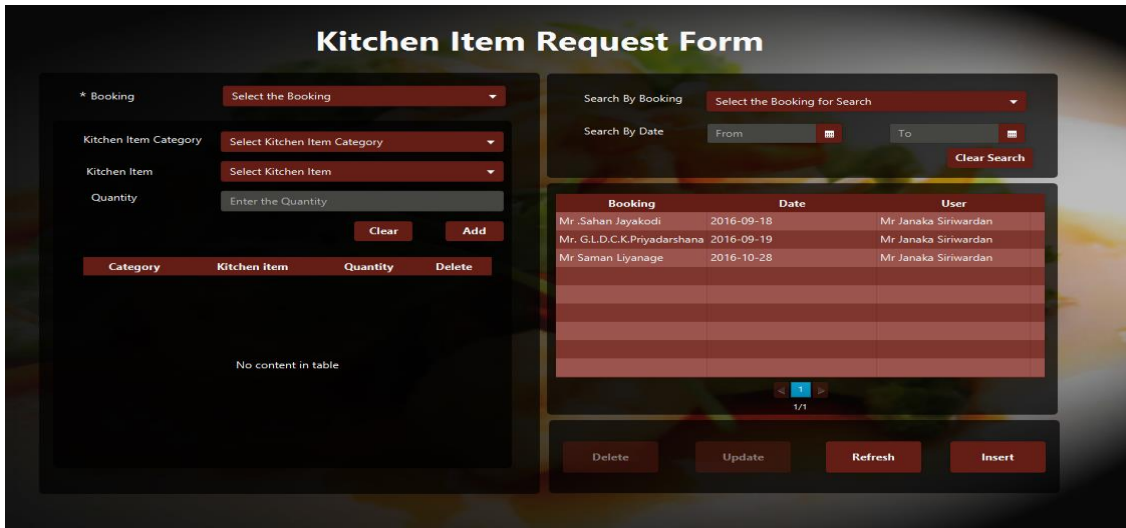 Kitchen Item Request Form
* Booking
Select the Booking
Kitchen Item Category
Select Kitchen Item Category
Kitchen Item
Select Kitchen Item
Quantity
Enter the Quantity
Clear
Add
Category Kitchen item Quantity Delete
No content in table
Search By Booking
Select the Booking for Search
Search By Date
From
To
Clear Search
Booking Date User
Mr .Sahan Jayakodi 2016-09-18 Mr Janaka Siriwardan
Mr. G.L.D.C.K.Priyadarshana 2016-09-19 Mr Janaka Siriwardan
Mr Saman Liyanage 2016-10-28 Mr Janaka Siriwardan
1
1/1
Delete
Update
Refresh
Insert